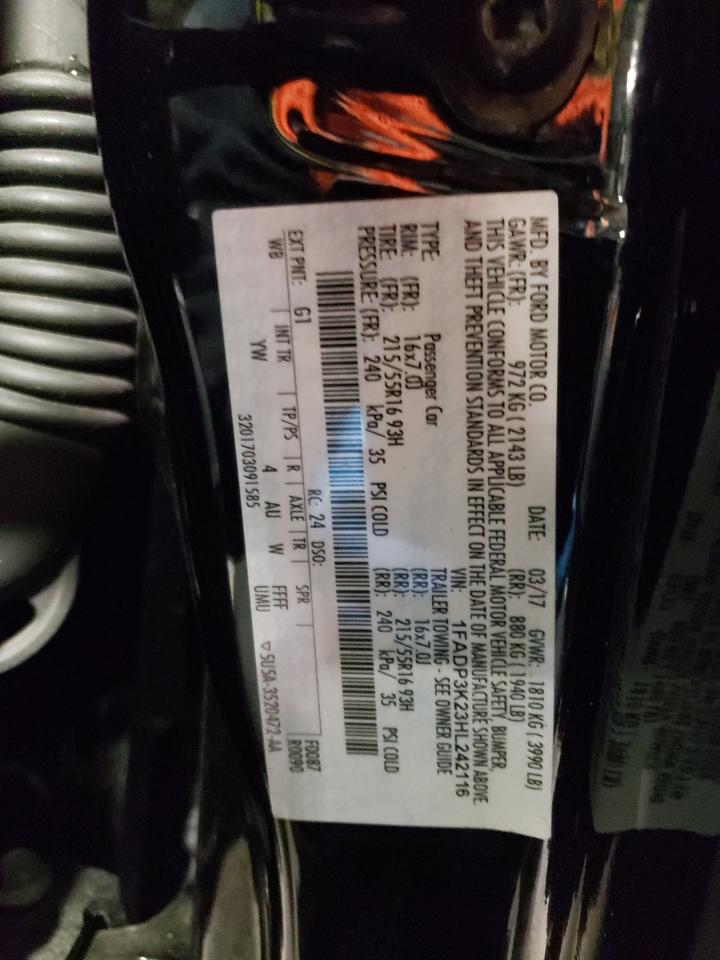 MFD. BY FORD MOTOR CO.
DATE: 03/17 GVWR: 1810 KG ( 3990 LB)
GAWR: (FR): 972 KG ( 2143 LB) (RR): 880 KG ( 1940 LB)
THIS VEHICLE CONFORMS TO ALL APPLICABLE FEDERAL MOTOR VEHICLE SAFETY, BUMPER,
AND THEFT PREVENTION STANDARDS IN EFFECT ON THE DATE OF MANUFACTURE SHOWN ABOVE.
VIN: 1FADP3K23HL242116
TYPE: Passenger Car TRAILER TOWING - SEE OWNER GUIDE
RIM: (FR): 16x7.0J (RR): 16x7.0J
TIRE: (FR): 215/55R16 93H (RR): 215/55R16 93H
PRESSURE: (FR): 240 kPa/ 35 PSI COLD (RR): 240 kPa/ 35 PSI COLD
RC: 24 DSO:
F0087
R0090
EXT PNT: G1
WB | INT TR | TP/PS | R | AXLE | TR | SPR |
YW 4 AU W FFFF
UMU
3201703091585
▽5U5A-3520472-AA